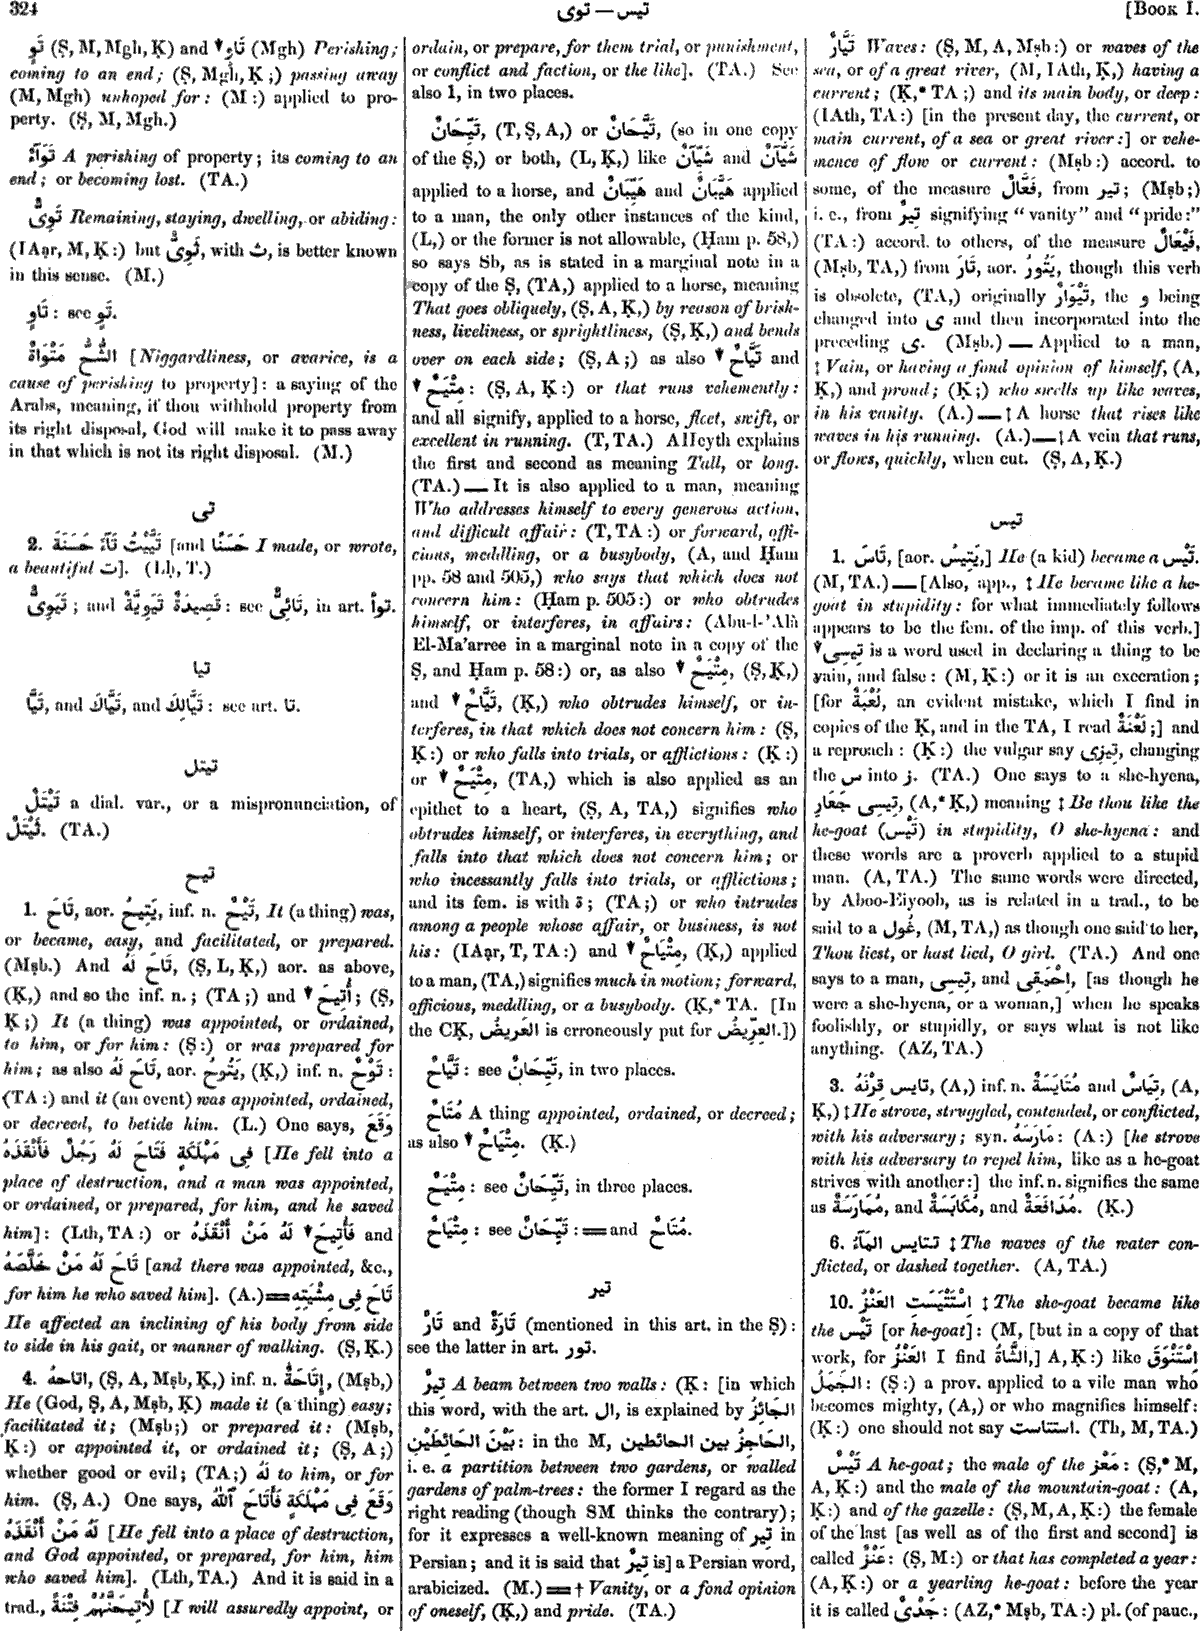 324
توى — تيس
[BOOK I.
تَوٍ (Ṣ, M, Mgh, Ḳ) and ↓ تَاوٍ (Mgh) Perishing;
coming to an end; (Ṣ, Mgh, Ḳ;) passing away
(M, Mgh) unhoped for: (M:) applied to pro-
perty. (Ṣ, M, Mgh.)
تَوَآءٌ A perishing of property; its coming to an
end; or becoming lost. (TA.)
تَوِىٌّ Remaining, staying, dwelling, or abiding:
(IAạr, M, Ḳ:) but ثَوِىٌّ, with ث, is better known
in this sense. (M.)
تَاوٍ: see تَوٍ.
الشُّحُّ مَتْوَاةٌ [Niggardliness, or avarice, is a
cause of perishing to property]: a saying of the
Arabs, meaning, if thou withhold property from
its right disposal, God will make it to pass away
in that which is not its right disposal. (M.)
تى
2. تَيَّيْتُ تَآءً حَسَنَةً [and حَسَنًا I made, or wrote,
a beautiful ت]. (Lḥ, T.)
تَيَوِىٌّ; and قَصِيدَةٌ تَيَوِيَّةٌ: see تَائِىٌّ, in art. توأ.
تيا
تَيَّا, and تَيَّاكَ, and تَيَّالِكَ: see art. تا.
تيتل
تَيْتَلٌ a dial. var., or a mispronunciation, of
ثَيْتَلٌ. (TA.)
تيح
1. تَاحَ, aor. يَتِيحُ, inf. n. تَيْحٌ, It (a thing) was,
or became, easy, and facilitated, or prepared.
(Mṣb.) And تَاحَ لَهُ, (Ṣ, L, Ḳ,) aor. as above,
(Ḳ,) and so the inf. n.; (TA;) and ↓ أُتِيحَ; (Ṣ,
Ḳ;) It (a thing) was appointed, or ordained,
to him, or for him: (Ṣ:) or was prepared for
him; as also تَاحَ لَهُ, aor. يَتُوحُ, (Ḳ,) inf. n. تَوْحٌ:
(TA:) and it (an event) was appointed, ordained,
or decreed, to betide him. (L.) One says, وَقَعَ
فِى مَهْلَكَةٍ فَتَاحَ لَهُ رَجُلٌ فَأَنْقَذَهُ [He fell into a
place of destruction, and a man was appointed,
or ordained, or prepared, for him, and he saved
him]: (Lth, TA:) or فَأُتِيحَ ↓ لَهُ مَنْ أَنْقَذَهُ and
تَاحَ لَهُ مَنْ خَلَّصَهُ [and there was appointed, &c.,
for him he who saved him]. (A.)══تَاحَ فِى مِشْيَتِهِ
He affected an inclining of his body from side
to side in his gait, or manner of walking. (Ṣ, Ḳ.)
4. اتاحهُ, (Ṣ, A, Mṣb, Ḳ,) inf. n. إِتَاحَةٌ, (Mṣb,)
He (God, Ṣ, A, Mṣb, Ḳ) made it (a thing) easy;
facilitated it; (Mṣb;) or prepared it: (Mṣb,
Ḳ:) or appointed it, or ordained it; (Ṣ, A;)
whether good or evil; (TA;) لَهُ to him, or for
him. (Ṣ, A.) One says, وَقَعَ فِى مَهْلَكَةٍ فَأَتَاحَ ٱللّٰهُ
لَهُ مَنْ أَنْقَذَهُ [He fell into a place of destruction,
and God appointed, or prepared, for him, him
who saved him]. (Lth, TA.) And it is said in a
trad., لَأُتِيحَنَّهُمْ فِتْنَةً [I will assuredly appoint, or
ordain, or prepare, for them trial, or punishment,
or conflict and faction, or the like]. (TA.) See
also 1, in two places.
تَيِّحَانٌ, (T, Ṣ, A,) or تَيَّحَانٌ, (so in one copy
of the Ṣ,) or both, (L, Ḳ,) like شَيِّآنٌ and شَيَّآنٌ
applied to a horse, and هَيِّبَانٌ and هَيَّبَانٌ applied
to a man, the only other instances of the kind,
(L,) or the former is not allowable, (Ḥam p. 58,)
so says Sb, as is stated in a marginal note in a
copy of the Ṣ, (TA,) applied to a horse, meaning
That goes obliquely, (Ṣ, A, Ḳ,) by reason of brisk-
ness, liveliness, or sprightliness, (Ṣ, Ḳ,) and bends
over on each side; (Ṣ, A;) as also ↓ تَيَّاحٌ and
↓ مِتْيَحٌ: (Ṣ, A, Ḳ:) or that runs vehemently:
and all signify, applied to a horse, fleet, swift, or
excellent in running. (T, TA.) AHeyth explains
the first and second as meaning Tall, or long.
(TA.) — It is also applied to a man, meaning
Who addresses himself to every generous action,
and difficult affair: (T, TA:) or forward, offi-
cious, meddling, or a busybody, (A, and Ḥam
pp. 58 and 505,) who says that which does not
concern him: (Ḥam p. 505:) or who obtrudes
himself, or interferes, in affairs: (Abu-l-'Alà
El-Ma'arree in a marginal note in a copy of the
Ṣ, and Ḥam p. 58:) or, as also ↓ مِتْيَحٌ, (Ṣ, Ḳ,)
and ↓ تَيَّاحٌ, (Ḳ,) who obtrudes himself, or in-
terferes, in that which does not concern him: (Ṣ,
Ḳ:) or who falls into trials, or afflictions: (Ḳ:)
or ↓ مِتْيَحٌ, (TA,) which is also applied as an
epithet to a heart, (Ṣ, A, TA,) signifies who
obtrudes himself, or interferes, in everything, and
falls into that which does not concern him; or
who incessantly falls into trials, or afflictions;
and its fem. is with ة; (TA;) or who intrudes
among a people whose affair, or business, is not
his: (IAạr, T, TA:) and ↓ مِتْيَاحٌ, (Ḳ,) applied
to a man, (TA,) signifies much in motion; forward,
officious, meddling, or a busybody. (Ḳ,* TA. [In
the CḲ, العَرِيضُ is erroneously put for العِرِّيضُ.])
تَيَّاحٌ: see تَيِّحَانٌ, in two places.
مُتَاحٌ A thing appointed, ordained, or decreed;
as also ↓ مِتْيَاحٌ. (Ḳ.)
مِتْيَحٌ: see تَيِّحَانٌ, in three places.
مِتْيَاحٌ: see تَيِّحَانٌ: ══and مُتَاحٌ.
تير
تَارٌ and تَارَةٌ (mentioned in this art. in the Ṣ):
see the latter in art. تور.
تِيرٌ A beam between two walls: (Ḳ: [in which
this word, with the art. ال, is explained by الجَائِزُ
بَيْنَ الحَائِطَيْنِ: in the M, الحَاجِزُ بين الحائطين,
i. e. a partition between two gardens, or walled
gardens of palm-trees: the former I regard as the
right reading (though SM thinks the contrary);
for it expresses a well-known meaning of تير in
Persian; and it is said that تِيرٌ is] a Persian word,
arabicized. (M.)══† Vanity, or a fond opinion
of oneself, (Ḳ,) and pride. (TA.)
تَيَّارٌ Waves: (Ṣ, M, A, Mṣb:) or waves of the
sea, or of a great river, (M, IAth, Ḳ,) having a
current; (Ḳ,* TA;) and its main body, or deep:
(IAth, TA:) [in the present day, the current, or
main current, of a sea or great river:] or vehe-
mence of flow or current: (Mṣb:) accord. to
some, of the measure فَعَّالٌ, from تير; (Mṣb;)
i. e., from تِيرٌ signifying "vanity" and "pride:"
(TA:) accord. to others, of the measure فَيْعَالٌ,
(Mṣb, TA,) from تَارَ, aor. يَتُورُ, though this verb
is obsolete, (TA,) originally تَيْوَارٌ, the و being
changed into ى and then incorporated into the
preceding ى. (Mṣb.) — Applied to a man,
‡ Vain, or having a fond opinion of himself, (A,
Ḳ,) and proud; (Ḳ;) who swells up like waves,
in his vanity. (A.) — ‡ A horse that rises like
waves in his running. (A.) — ‡ A vein that runs,
or flows, quickly, when cut. (Ṣ, A, Ḳ.)
تيس
1. تَاسَ, [aor. يَتِيسُ,] He (a kid) became a تَيْس.
(M, TA.) — [Also, app., ‡ He became like a he-
goat in stupidity: for what immediately follows
appears to be the fem. of the imp. of this verb.]
↓ تِيسِى is a word used in declaring a thing to be
vain, and false: (M, Ḳ:) or it is an execration;
[for لُعْبَةٌ, an evident mistake, which I find in
copies of the Ḳ, and in the TA, I read لَعْنَةٌ;] and
a reproach: (Ḳ:) the vulgar say تِيزِى, changing
the س into ز. (TA.) One says to a she-hyena,
تِيسِى جَعَارِ, (A,* Ḳ,) meaning ‡ Be thou like the
he-goat (تَيْس) in stupidity, O she-hyena: and
these words are a proverb applied to a stupid
man. (A, TA.) The same words were directed,
by Aboo-Eiyoob, as is related in a trad., to be
said to a غُول, (M, TA,) as though one said to her,
Thou liest, or hast lied, O girl. (TA.) And one
says to a man, تِيسِى, and اِحْمَقِى, [as though he
were a she-hyena, or a woman,] when he speaks
foolishly, or stupidly, or says what is not like
anything. (AZ, TA.)
3. تايس قِرْنَهُ, (A,) inf. n. مُتَايَسَةٌ and تِيَاسٌ, (A,
Ḳ,) ‡ He strove, struggled, contended, or conflicted,
with his adversary; syn. مَارَسَهُ: (A:) [he strove
with his adversary to repel him, like as a he-goat
strives with another:] the inf. n. signifies the same
as مُمَارَسَةٌ, and مُكَايَسَةٌ, and مُدَافَعَةٌ. (Ḳ.)
6. تتايس المَآءُ ‡ The waves of the water con-
flicted, or dashed together. (A, TA.)
10. اِسْتَتْيَسَتِ العَنْزُ ‡ The she-goat became like
the تَيْس [or he-goat]: (M, [but in a copy of that
work, for العَنْزُ I find الشَّاةُ,] A, Ḳ:) like اِسْتَنْوَقَ
الجَمَلُ: (Ṣ:) a prov. applied to a vile man who
becomes mighty, (A,) or who magnifies himself:
(Ḳ:) one should not say استتاست. (Th, M, TA.)
تَيْسٌ A he-goat; the male of the مَعْز: (Ṣ,* M,
A, Ḳ:) and the male of the mountain-goat: (A,
Ḳ:) and of the gazelle: (Ṣ, M, A, Ḳ:) the female
of the last [as well as of the first and second] is
called عَنْزٌ: (Ṣ, M:) or that has completed a year:
(A, Ḳ:) or a yearling he-goat: before the year
it is called جَدْىٌ: (AZ,* Mṣb, TA:) pl. (of pauc.,